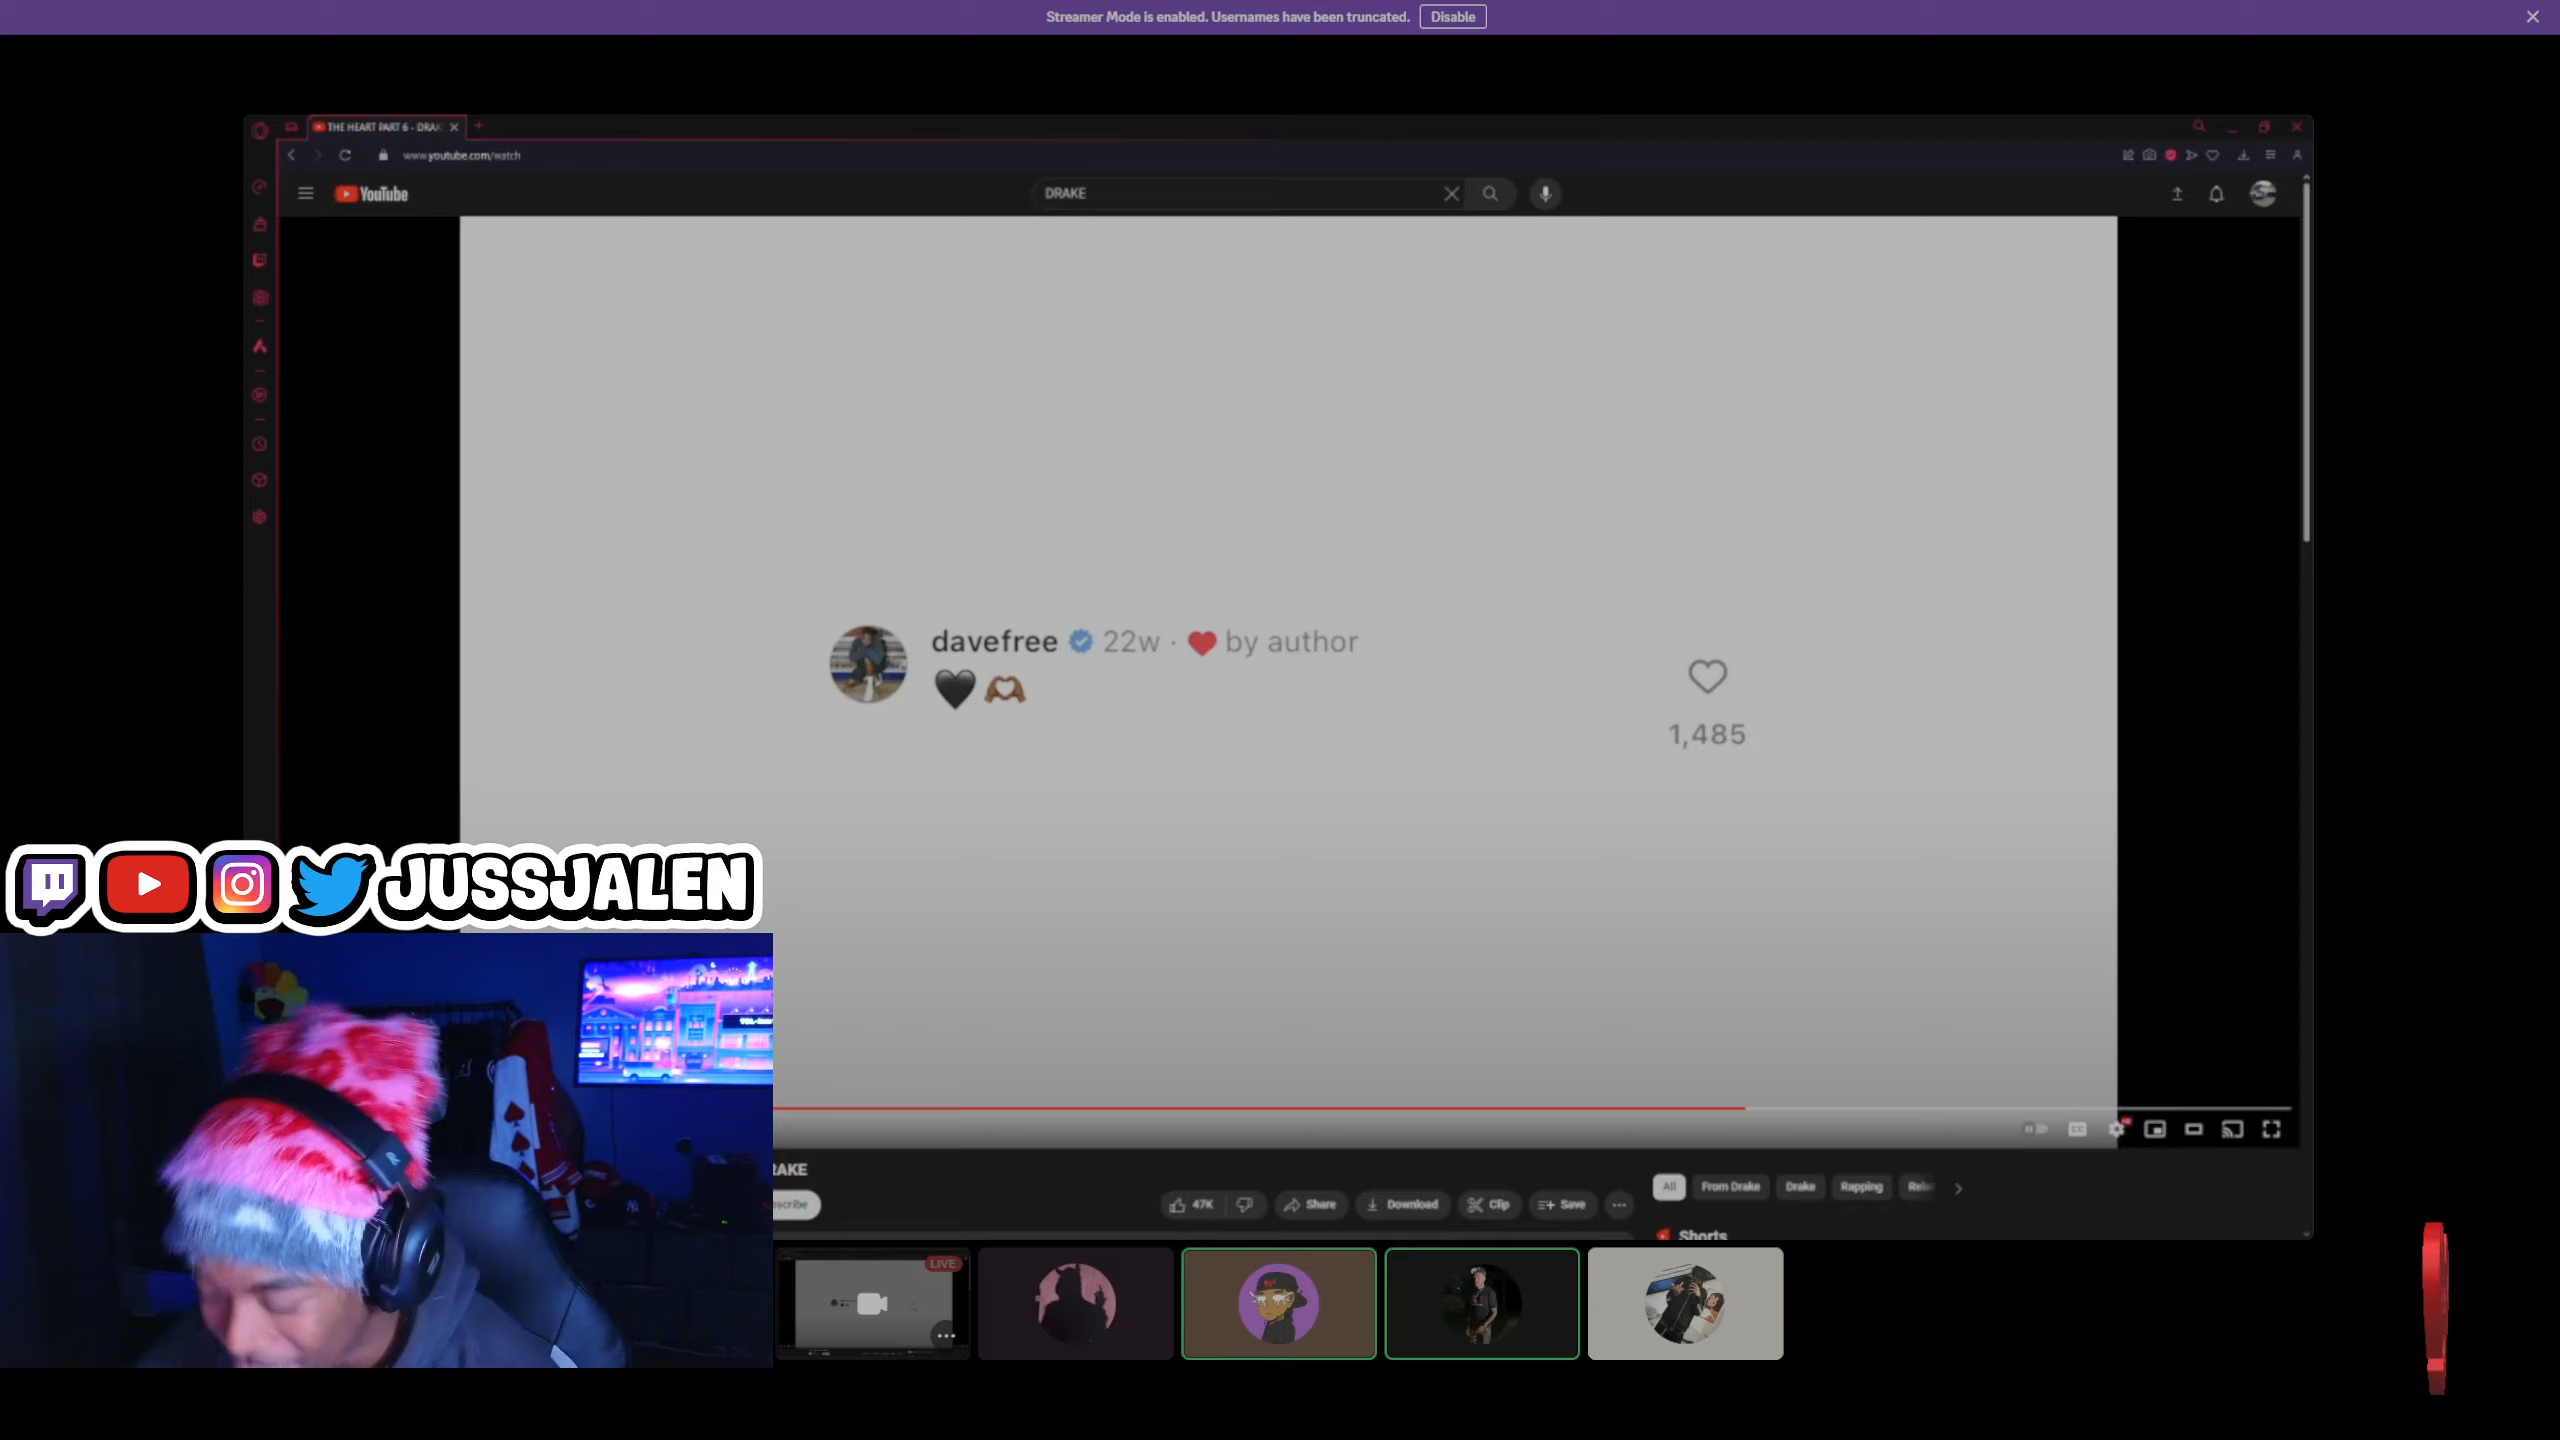 Streamer Mode is enabled. Usernames have been truncated. Disable
THE HEART PART 6 - DRAK
www.youtube.com/watch
YouTube
DRAKE
davefree 22w · ❤️ by author
🖤 🫶🏾
1,485
JUSSJALEN
RAKE
scribe
47K
Share
Download
Clip
Save
All
From Drake
Drake
Rapping
Rela
Shorts
LIVE